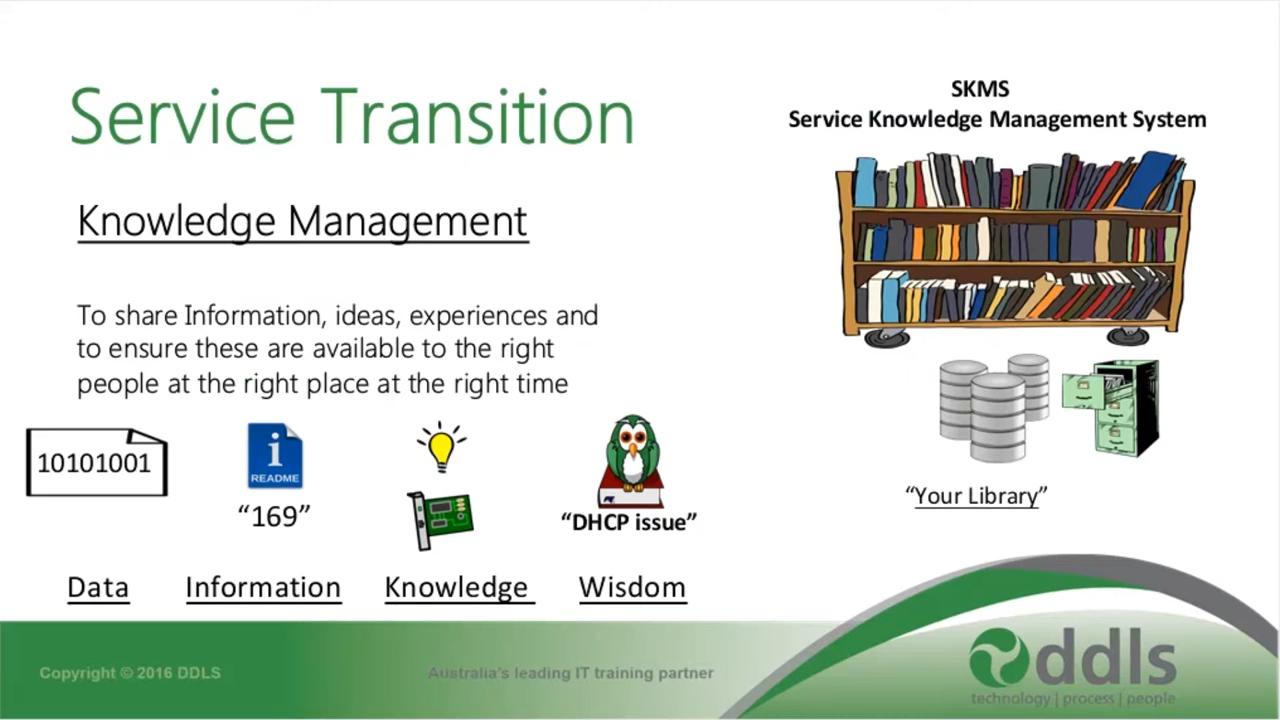 Service Transition
SKMS
Service Knowledge Management System
Knowledge Management
To share Information, ideas, experiences and
to ensure these are available to the right
people at the right place at the right time
10101001
i
README
“169”
“DHCP issue”
“Your Library”
Data
Information
Knowledge
Wisdom
Copyright © 2016 DDLS
Australia's leading IT training partner
ddls
technology | process | people